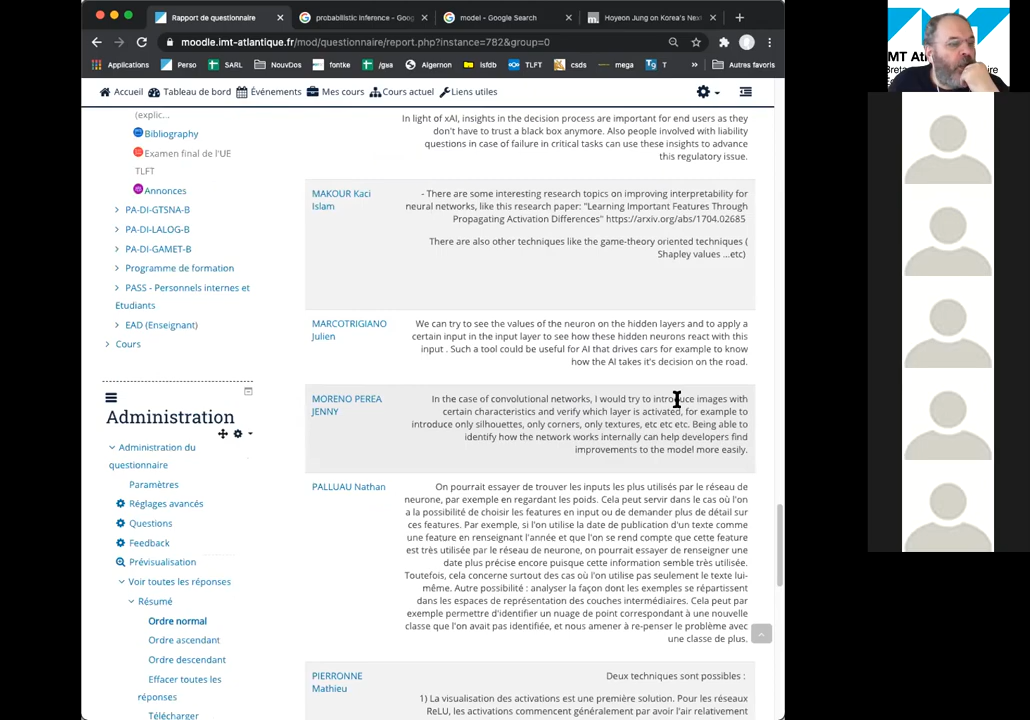 Rapport de questionnaire
probabilistic inference - Goog
model - Google Search
Hoyeon Jung on Korea's Next
moodle.imt-atlantique.fr/mod/questionnaire/report.php?instance=782&group=0
Applications
Perso
SARL
NouvDos
fontke
/gwa
Algernon
isfdb
TLFT
csds
mega
T
»
Autres favoris
Accueil
Tableau de bord
Événements
Mes cours
Cours actuel
Liens utiles
(explic...
Bibliography
Examen final de l'UE
TLFT
Annonces
PA-DI-GTSNA-B
PA-DI-LALOG-B
PA-DI-GAMET-B
Programme de formation
PASS - Personnels internes et
Etudiants
EAD (Enseignant)
Cours
Administration
Administration du
questionnaire
Paramètres
Réglages avancés
Questions
Feedback
Prévisualisation
Voir toutes les réponses
Résumé
Ordre normal
Ordre ascendant
Ordre descendant
Effacer toutes les
réponses
Télécharger
In light of xAI, insights in the decision process are important for end users as they
don't have to trust a black box anymore. Also people involved with liability
questions in case of failure in critical tasks can use these insights to advance
this regulatory issue.
MAKOUR Kaci
Islam
- There are some interesting research topics on improving interpretability for
neural networks, like this research paper: "Learning Important Features Through
Propagating Activation Differences" https://arxiv.org/abs/1704.02685
There are also other techniques like the game-theory oriented techniques (
Shapley values ...etc)
MARCOTRIGIANO
Julien
We can try to see the values of the neuron on the hidden layers and to apply a
certain input in the input layer to see how these hidden neurons react with this
input . Such a tool could be useful for AI that drives cars for example to know
how the AI takes it's decision on the road.
MORENO PEREA
JENNY
In the case of convolutional networks, I would try to introduce images with
certain characteristics and verify which layer is activated, for example to
introduce only silhouettes, only corners, only textures, etc etc etc. Being able to
identify how the network works internally can help developers find
improvements to the model more easily.
PALLUAU Nathan
On pourrait essayer de trouver les inputs les plus utilisés par le réseau de
neurone, par exemple en regardant les poids. Cela peut servir dans le cas où l'on
a la possibilité de choisir les features en input ou de demander plus de détail sur
ces features. Par exemple, si l'on utilise la date de publication d'un texte comme
une feature en renseignant l'année et que l'on se rend compte que cette feature
est très utilisée par le réseau de neurone, on pourrait essayer de renseigner une
date plus précise encore puisque cette information semble très utilisée.
Toutefois, cela concerne surtout des cas où l'on utilise pas seulement le texte lui-
même. Autre possibilité : analyser la façon dont les exemples se répartissent
dans les espaces de représentation des couches intermédiaires. Cela peut par
exemple permettre d'identifier un nuage de point correspondant à une nouvelle
classe que l'on avait pas identifiée, et nous amener à re-penser le problème avec
une classe de plus.
PIERRONNE
Mathieu
Deux techniques sont possibles :
1) La visualisation des activations est une première solution. Pour les réseaux
ReLU, les activations commencent généralement par avoir l'air relativement